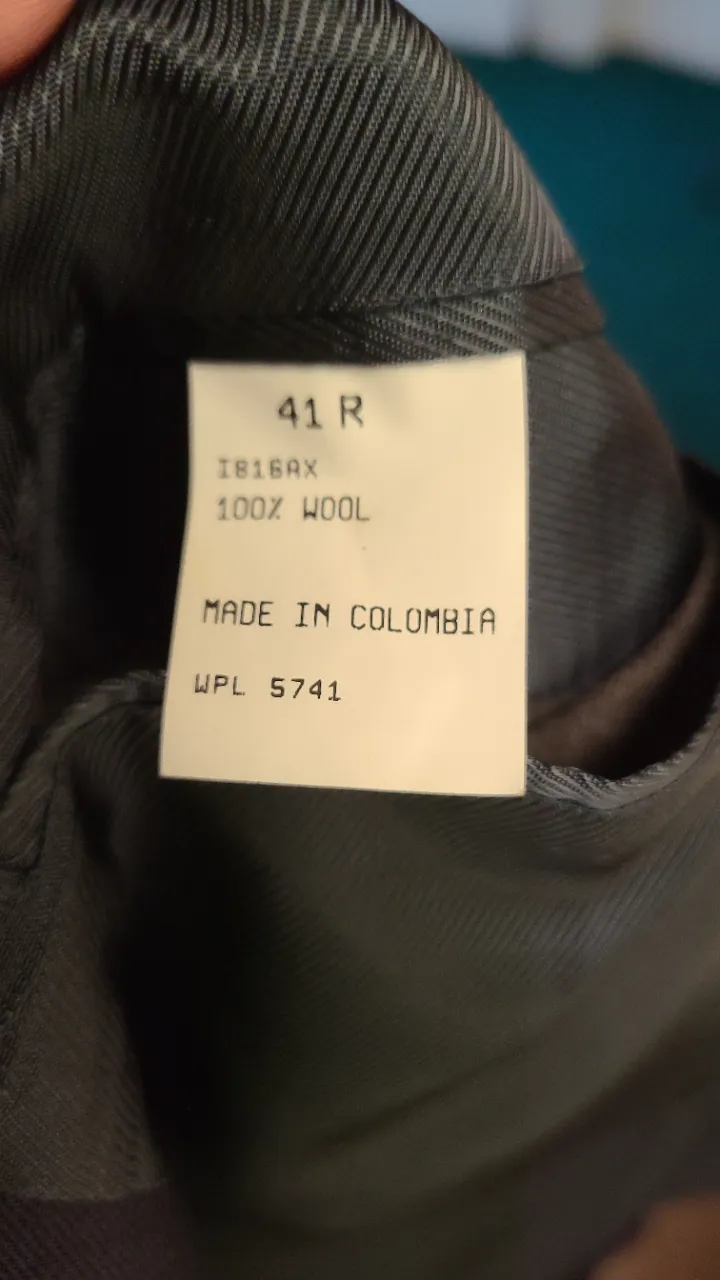 41 R
I816AX
100% WOOL
MADE IN COLOMBIA
WPL 5741